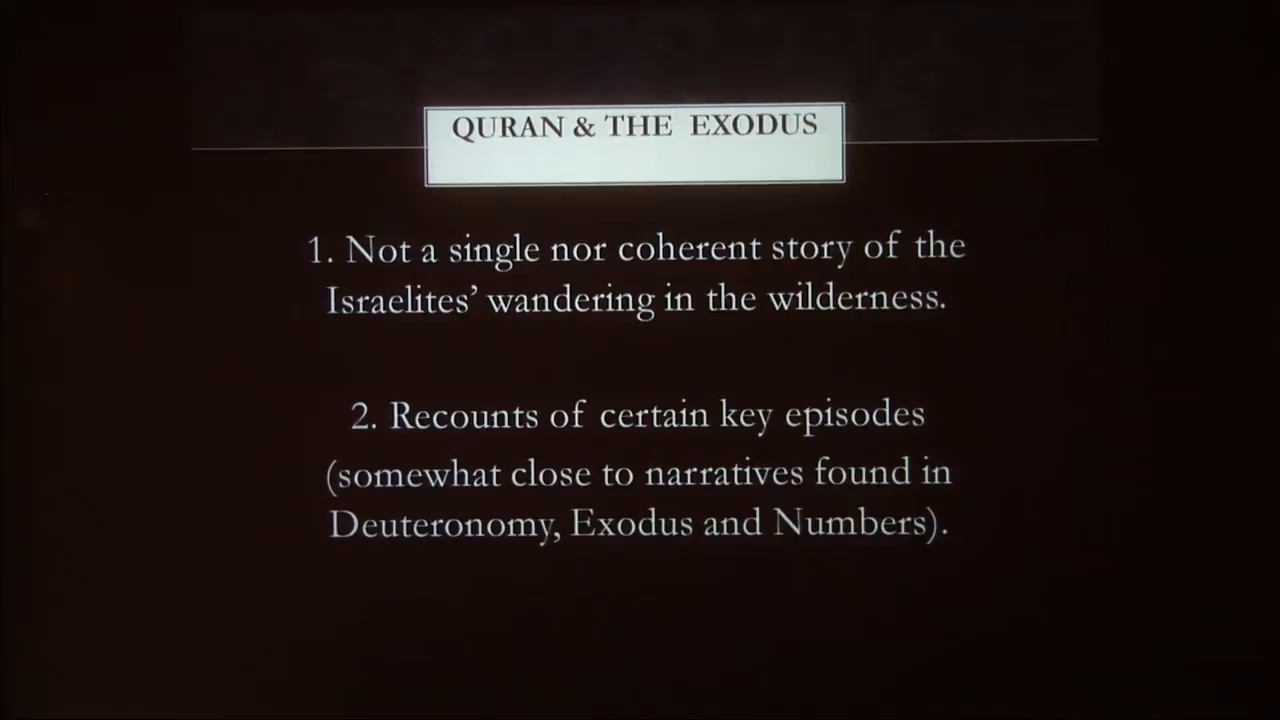 QURAN & THE EXODUS
1. Not a single nor coherent story of the
Israelites’ wandering in the wilderness.
2. Recounts of certain key episodes
(somewhat close to narratives found in
Deuteronomy, Exodus and Numbers).